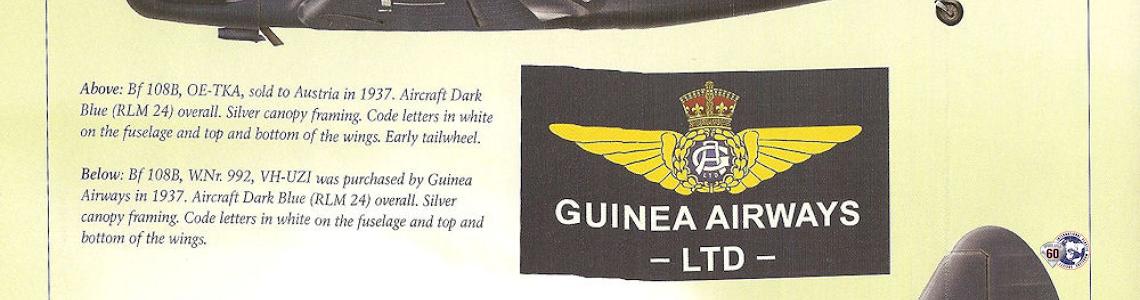 Above: Bf 108B, OE-TKA, sold to Austria in 1937. Aircraft Dark
Blue (RLM 24) overall. Silver canopy framing. Code letters in white
on the fuselage and top and bottom of the wings. Early tailwheel.
Below: Bf 108B, W.Nr. 992, VH-UZI was purchased by Guinea
Airways in 1937. Aircraft Dark Blue (RLM 24) overall. Silver
canopy framing. Code letters in white on the fuselage and top and
bottom of the wings.
GA
LTD
GUINEA AIRWAYS
– LTD –
60